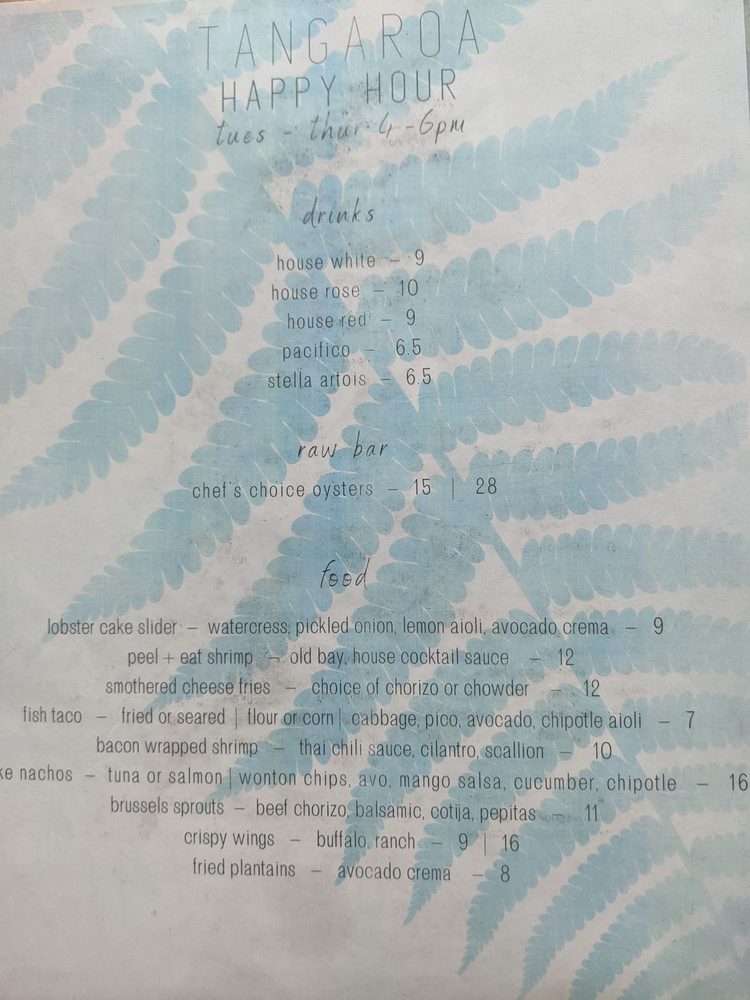 TANGAROA
HAPPY HOUR
tues - thur 4-6pm
drinks
house white – 9
house rose – 10
house red – 9
pacifico – 6.5
stella artois – 6.5
raw bar
chef's choice oysters – 15 | 28
food
lobster cake slider – watercress, pickled onion, lemon aioli, avocado crema – 9
peel + eat shrimp – old bay, house cocktail sauce – 12
smothered cheese fries – choice of chorizo or chowder – 12
fish taco – fried or seared | flour or corn | cabbage, pico, avocado, chipotle aioli – 7
bacon wrapped shrimp – thai chili sauce, cilantro, scallion – 10
ke nachos – tuna or salmon | wonton chips, avo, mango salsa, cucumber, chipotle – 16
brussels sprouts – beef chorizo, balsamic, cotija, pepitas – 11
crispy wings – buffalo, ranch – 9 | 16
fried plantains – avocado crema – 8